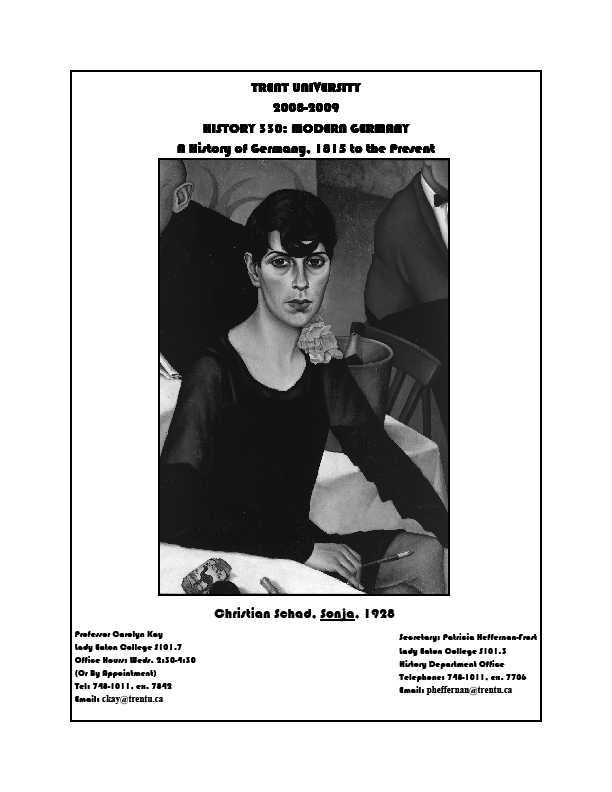 TRENT UNIVERSITY
2008-2009
HISTORY 330: MODERN GERMANY
A History of Germany, 1815 to the Present
Christian Schad, Sonja, 1928
Professor Carolyn Kay
Lady Eaton College S101.7
Office Hours: Weds. 2:30-4:30
(Or By Appointment)
Tel: 748-1011, ex. 7842
Email: ckay@trentu.ca
Secretary: Patricia Heffernan-Frost
Lady Eaton College S101.3
History Department Office
Telephone: 748-1011, ex. 7706
Email: pheffernan@trentu.ca